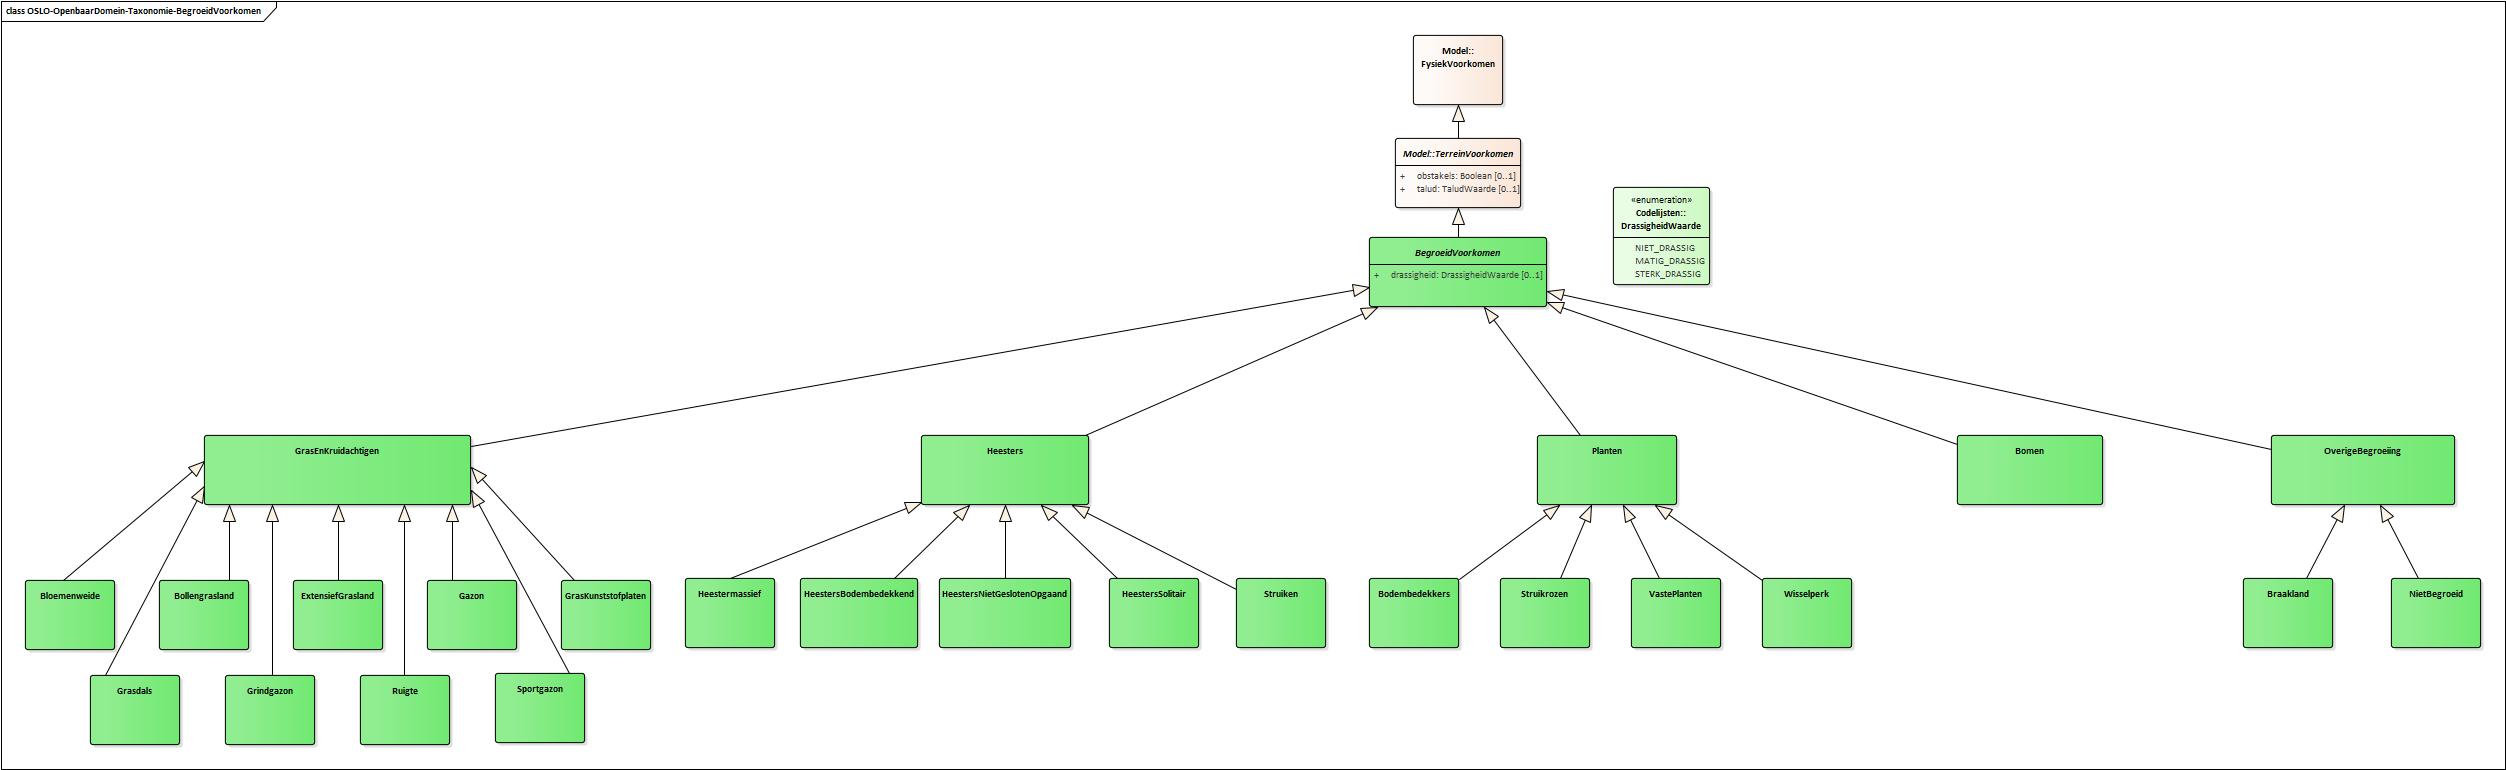 class OSLO-OpenbaarDomein-Taxonomie-BegroeidVoorkomen
Model::
FysiekVoorkomen
Model::TerreinVoorkomen
+ obstakels: Boolean [0..1]
+ talud: TaludWaarde [0..1]
«enumeration»
Codelijsten::
DrassigheidWaarde
NIET_DRASSIG
MATIG_DRASSIG
STERK_DRASSIG
BegroeidVoorkomen
+ drassigheid: DrassigheidWaarde [0..1]
GrasEnKruidachtigen
Heesters
Planten
Bomen
OverigeBegroeiing
Bloemenweide
Bollengrasland
ExtensiefGrasland
Gazon
GrasKunststofplaten
Heestermassief
HeestersBodembedekkend
HeestersNietGeslotenOpgaand
HeestersSolitair
Struiken
Bodembedekkers
Struikrozen
VastePlanten
Wisselperk
Braakland
NietBegroeid
Grasdals
Grindgazon
Ruigte
Sportgazon